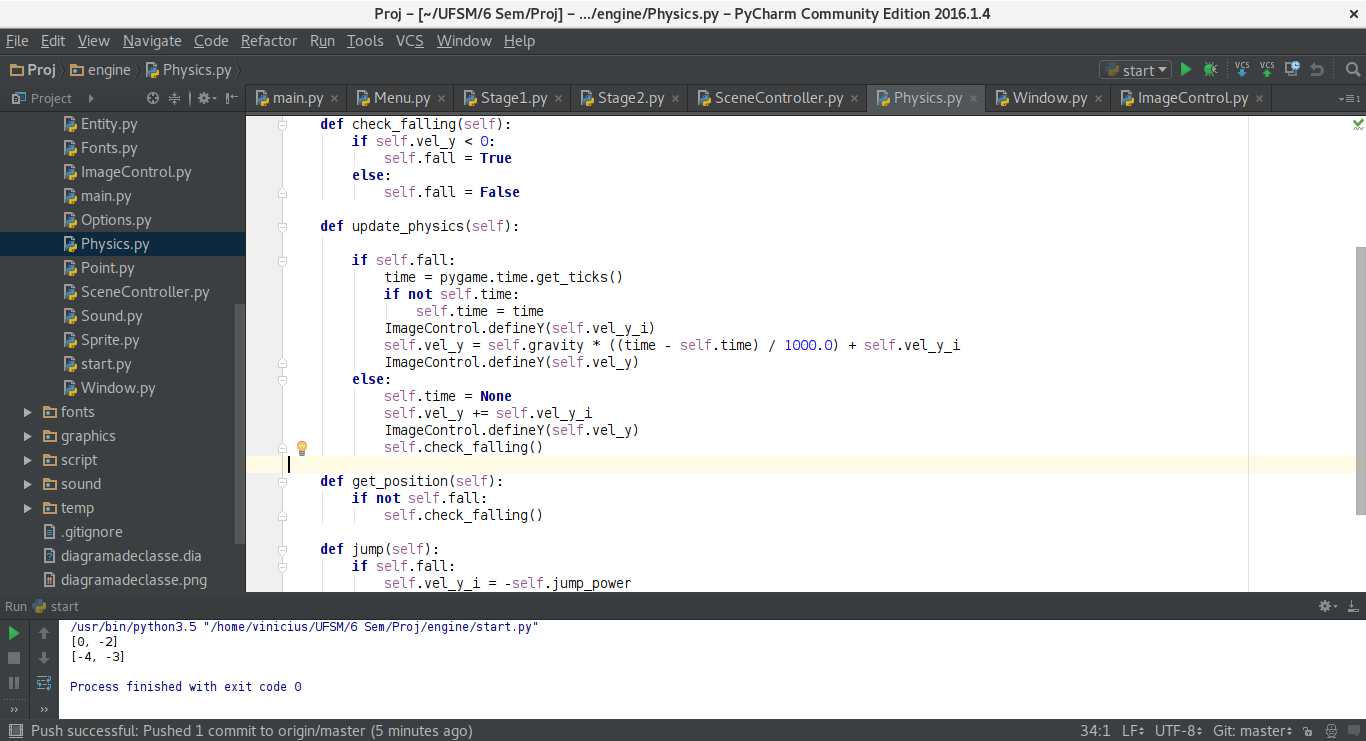 Proj – [~/UFSM/6 Sem/Proj] – .../engine/Physics.py – PyCharm Community Edition 2016.1.4
File Edit View Navigate Code Refactor Run Tools VCS Window Help
Proj engine Physics.py start VCS VCS
Project main.py Menu.py Stage1.py Stage2.py SceneController.py Physics.py Window.py ImageControl.py
Entity.py
Fonts.py
ImageControl.py
main.py
Options.py
Physics.py
Point.py
SceneController.py
Sound.py
Sprite.py
start.py
Window.py
fonts
graphics
script
sound
temp
.gitignore
diagramadeclasse.dia
diagramadeclasse.png
def check_falling(self):
if self.vel_y < 0:
self.fall = True
else:
self.fall = False
def update_physics(self):
if self.fall:
time = pygame.time.get_ticks()
if not self.time:
self.time = time
ImageControl.defineY(self.vel_y_i)
self.vel_y = self.gravity * ((time - self.time) / 1000.0) + self.vel_y_i
ImageControl.defineY(self.vel_y)
else:
self.time = None
self.vel_y += self.vel_y_i
ImageControl.defineY(self.vel_y)
self.check_falling()
def get_position(self):
if not self.fall:
self.check_falling()
def jump(self):
if self.fall:
self.vel_y_i = -self.jump_power
Run start
/usr/bin/python3.5 "/home/vinicius/UFSM/6 Sem/Proj/engine/start.py"
[0, -2]
[-4, -3]
Process finished with exit code 0
Push successful: Pushed 1 commit to origin/master (5 minutes ago) 34:1 LF UTF-8 Git: master